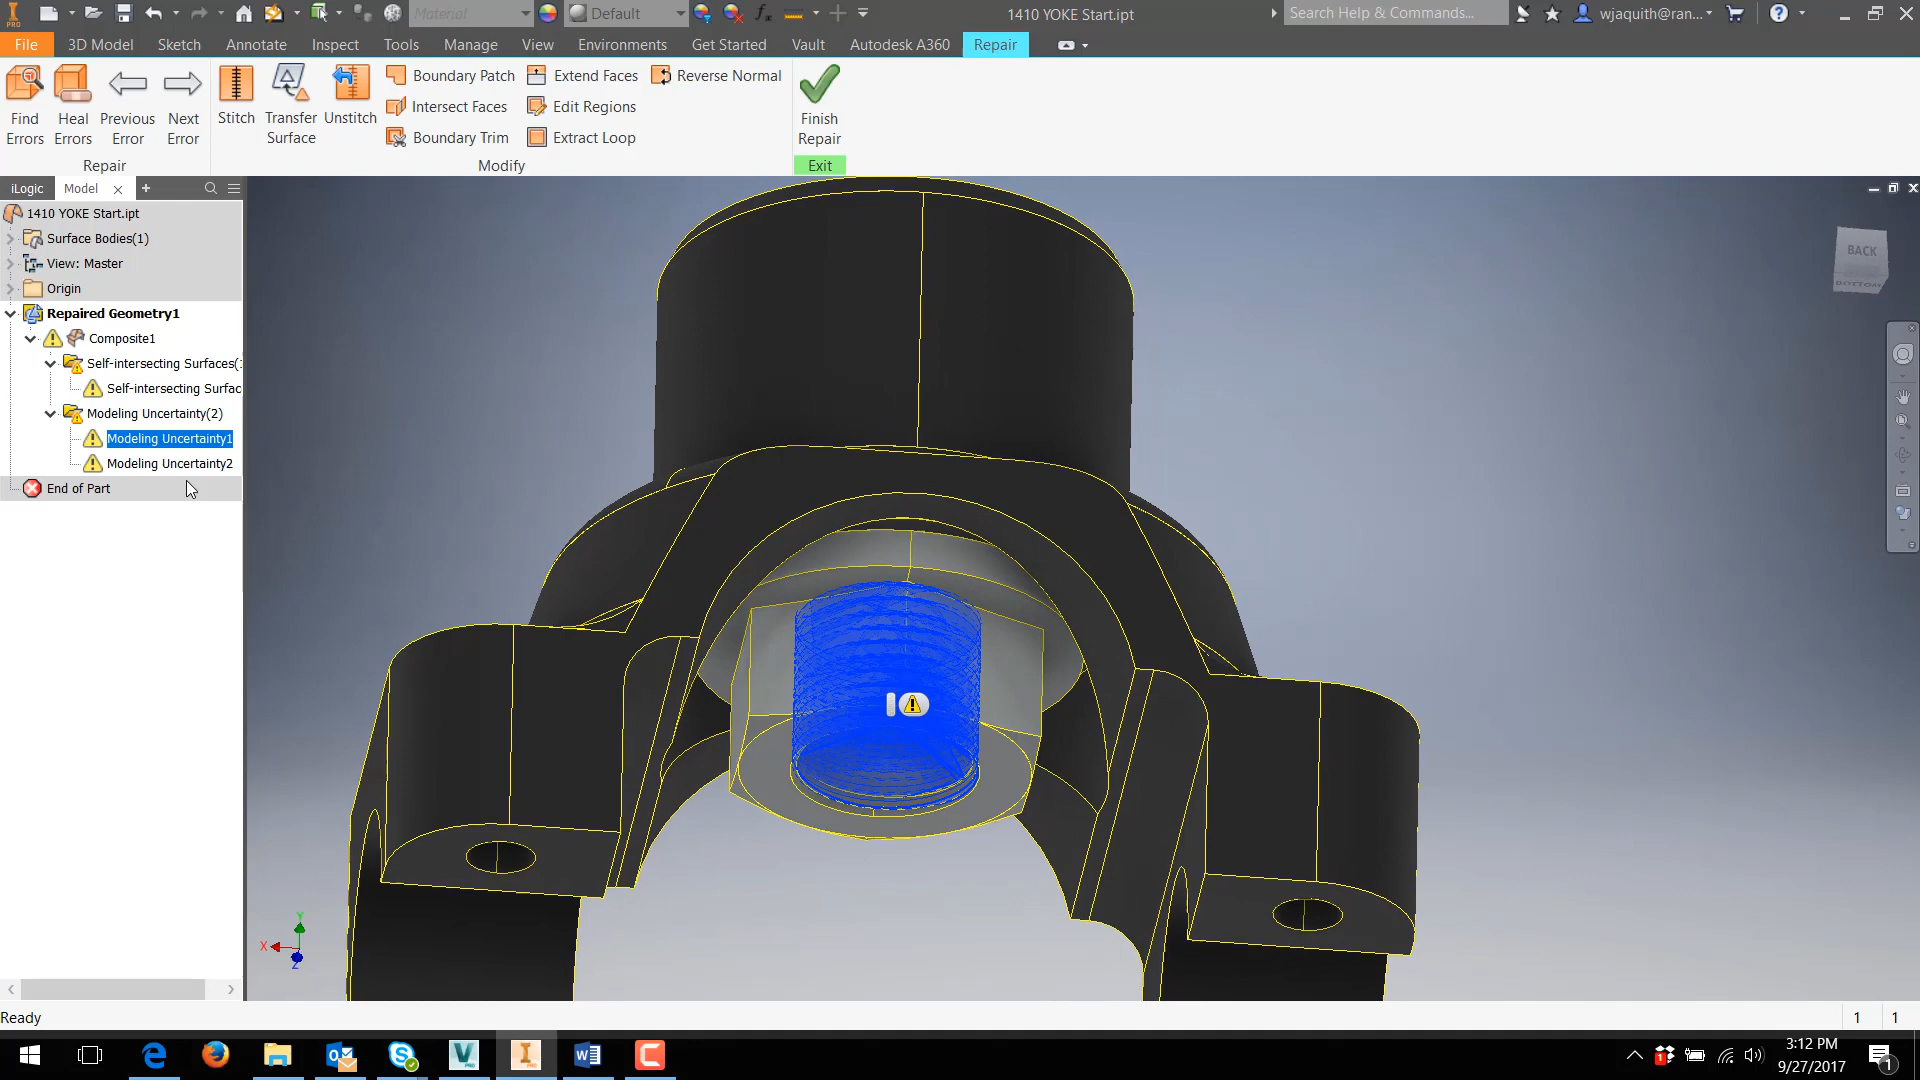 PRO
Material
Default
1410 YOKE Start.ipt
Search Help & Commands...
wjaquith@ran...
File
3D Model
Sketch
Annotate
Inspect
Tools
Manage
View
Environments
Get Started
Vault
Autodesk A360
Repair
Find Errors
Heal Errors
Previous Error
Next Error
Stitch
Transfer Surface
Unstitch
Boundary Patch
Intersect Faces
Boundary Trim
Extend Faces
Edit Regions
Extract Loop
Reverse Normal
Finish Repair
Repair
Modify
Exit
iLogic
Model
1410 YOKE Start.ipt
Surface Bodies(1)
View: Master
Origin
Repaired Geometry1
Composite1
Self-intersecting Surfaces(
Self-intersecting Surfac
Modeling Uncertainty(2)
Modeling Uncertainty1
Modeling Uncertainty2
End of Part
BACK
BOTTOM
Y
X
Z
Ready
1
1
3:12 PM
9/27/2017
1